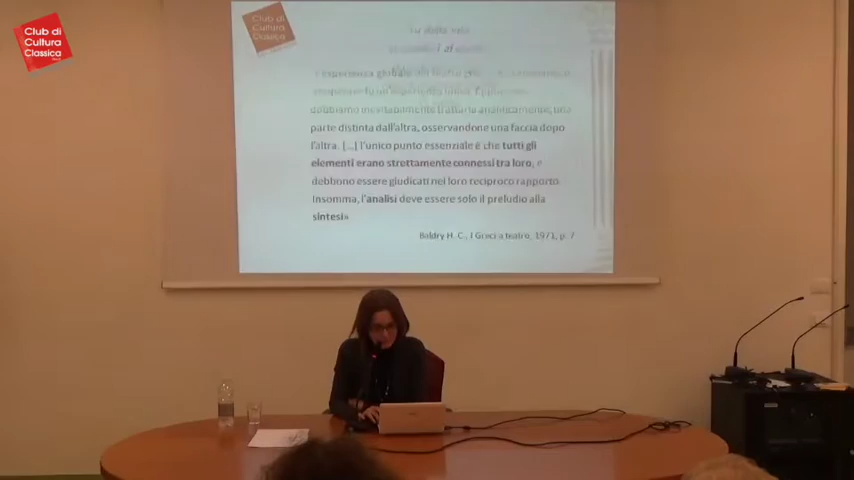 Club di
Cultura
Classica
Club di
Cultura
Classica
dobbiamo inevitabilmente trattarla analiticamente, una
parte distinta dall'altra, osservandone una faccia dopo
l'altra. [...] l'unico punto essenziale è che tutti gli
elementi erano strettamente connessi tra loro, e
debbono essere giudicati nel loro reciproco rapporto.
Insomma, l'analisi deve essere solo il preludio alla
sintesi»
Baldry H. C., I Greci a teatro, 1971, p. 7